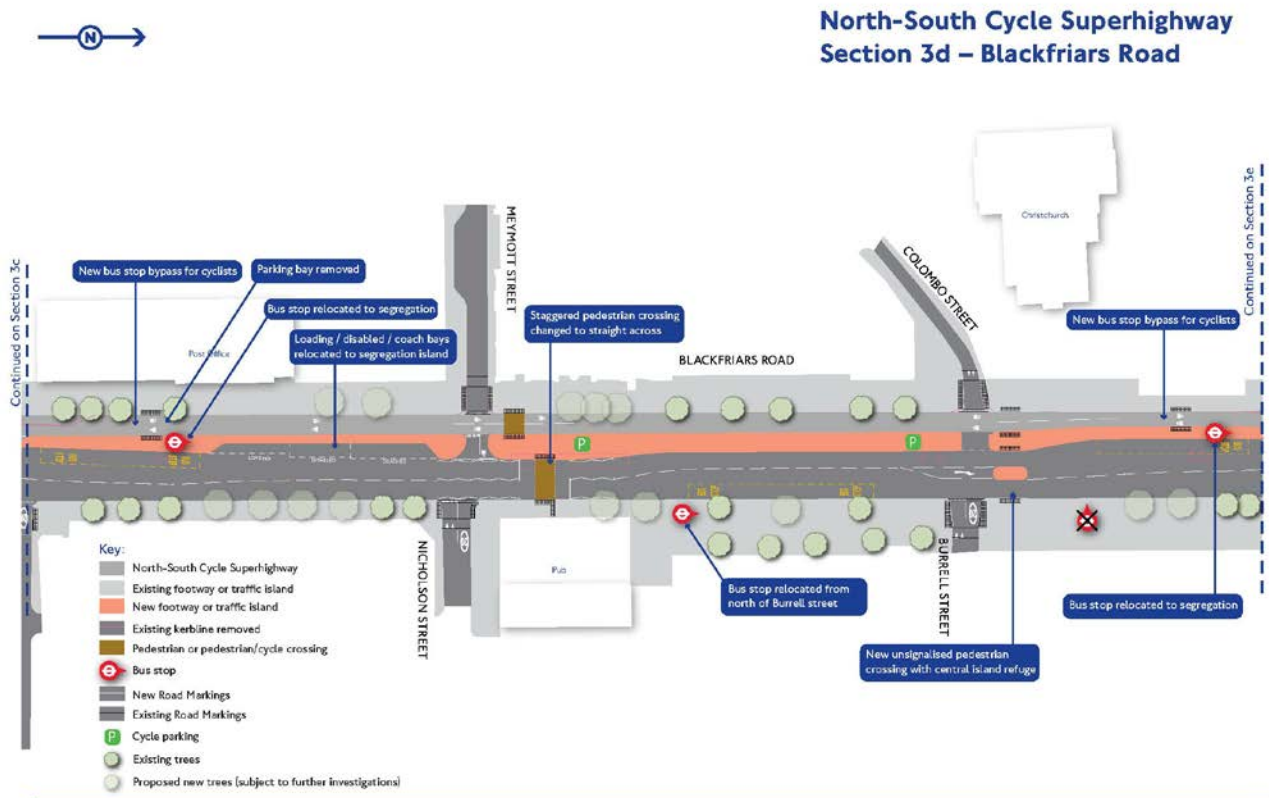 N
North-South Cycle Superhighway
Section 3d – Blackfriars Road
Continued on Section 3c
Continued on Section 3e
New bus stop bypass for cyclists
Parking bay removed
Bus stop relocated to segregation
Loading / disabled / coach bays
relocated to segregation island
Post Office
MEYMOTT STREET
Staggered pedestrian crossing
changed to straight across
BLACKFRIARS ROAD
COLOMBO STREET
Christchurch
New bus stop bypass for cyclists
P
P
NICHOLSON STREET
Pub
Bus stop relocated from
north of Burrell street
BURRELL STREET
New unsignalised pedestrian
crossing with central island refuge
Bus stop relocated to segregation
Key:
North-South Cycle Superhighway
Existing footway or traffic island
New footway or traffic island
Existing kerbline removed
Pedestrian or pedestrian/cycle crossing
Bus stop
New Road Markings
Existing Road Markings
P Cycle parking
Existing trees
Proposed new trees (subject to further investigations)